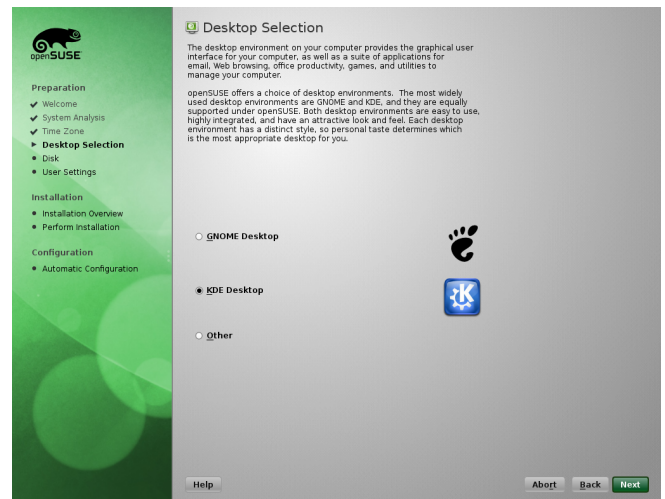 openSUSE
Preparation
Welcome
System Analysis
Time Zone
Desktop Selection
Disk
User Settings
Installation
Installation Overview
Perform Installation
Configuration
Automatic Configuration
Desktop Selection
The desktop environment on your computer provides the graphical user
interface for your computer, as well as a suite of applications for
email, Web browsing, office productivity, games, and utilities to
manage your computer.
openSUSE offers a choice of desktop environments.  The most widely
used desktop environments are GNOME and KDE, and they are equally
supported under openSUSE. Both desktop environments are easy to use,
highly integrated, and have an attractive look and feel. Each desktop
environment has a distinct style, so personal taste determines which
is the most appropriate desktop for you.
GNOME Desktop
KDE Desktop
K
Other
Help
Abort
Back
Next